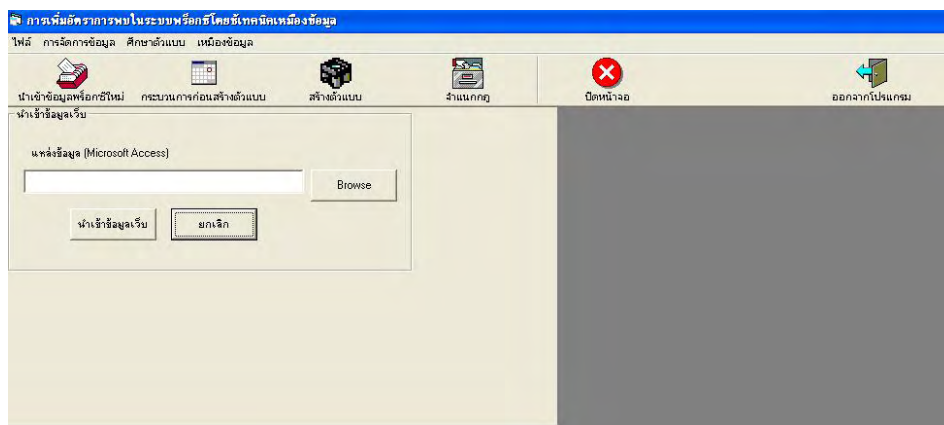 การเพิ่มอัตราการพบในระบบพร็อกซีโดยใช้เทคนิคเหมืองข้อมูล
ไฟล์ การจัดการข้อมูล ศึกษาตัวแบบ เหมืองข้อมูล
นำเข้าข้อมูลพร็อกซีใหม่ กระบวนการก่อนสร้างตัวแบบ สร้างตัวแบบ จำแนกกฎ ปิดหน้าจอ ออกจากโปรแกรม
นำเข้าข้อมูลเว็บ
แหล่งข้อมูล (Microsoft Access)
Browse
นำเข้าข้อมูลเว็บ ยกเลิก